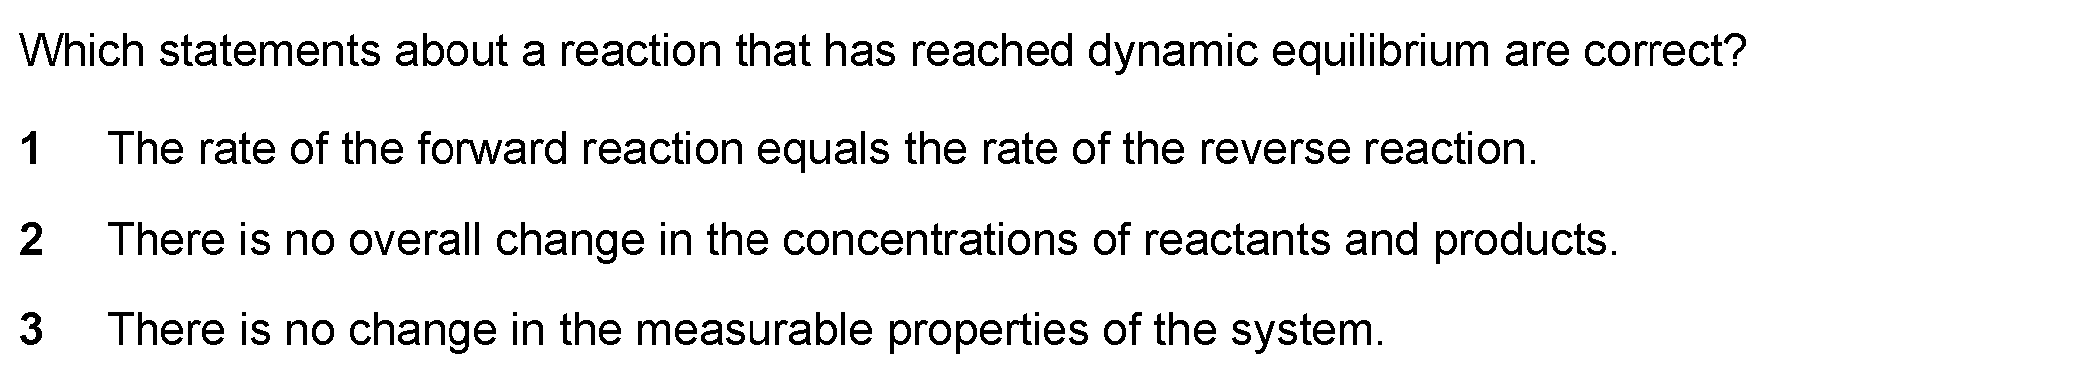 Which statements about a reaction that has reached dynamic equilibrium are correct?
1 The rate of the forward reaction equals the rate of the reverse reaction.
2 There is no overall change in the concentrations of reactants and products.
3 There is no change in the measurable properties of the system.